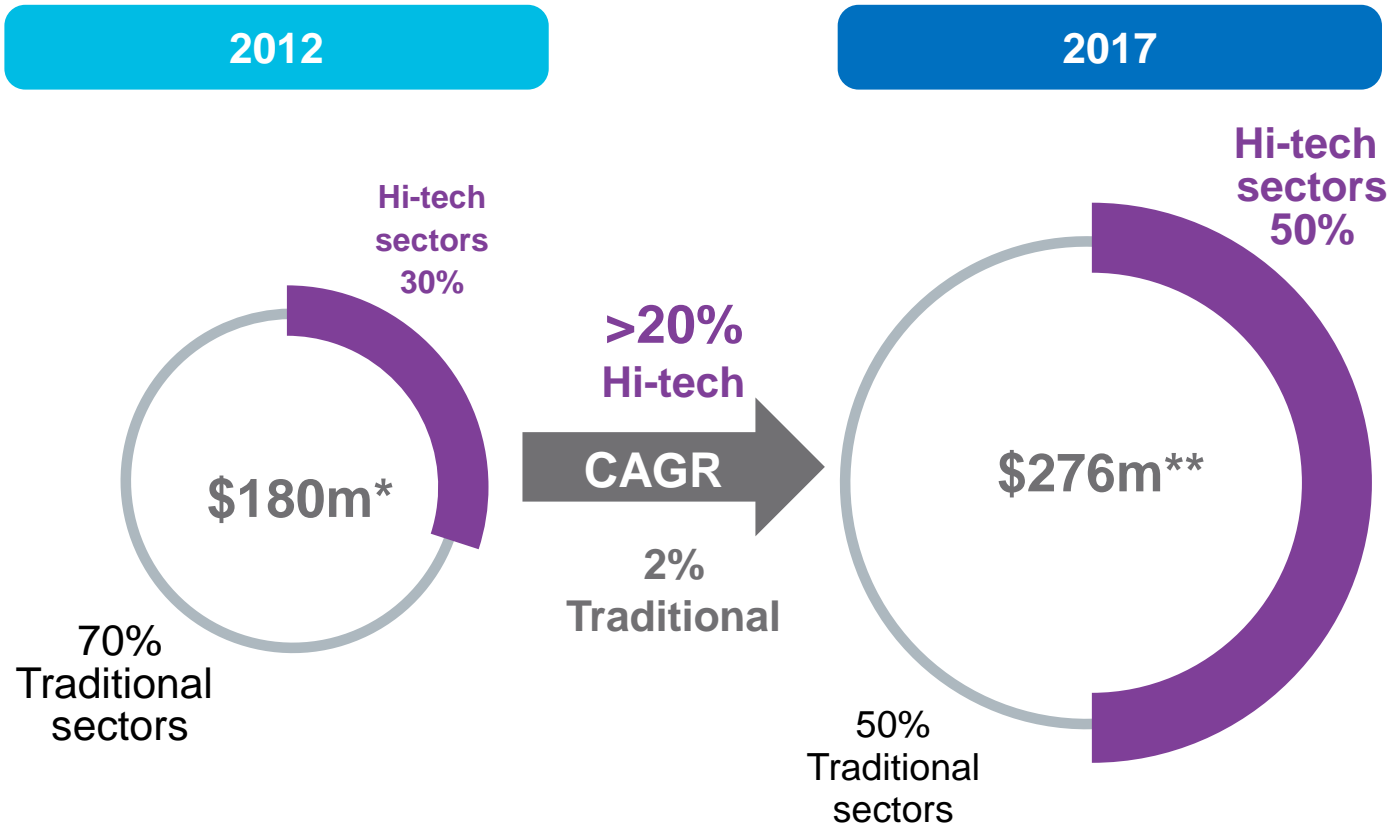 2012
2017
Hi-tech
sectors
30%
$180m*
70%
Traditional
sectors
>20%
Hi-tech
CAGR
2%
Traditional
Hi-tech
sectors
50%
$276m**
50%
Traditional
sectors